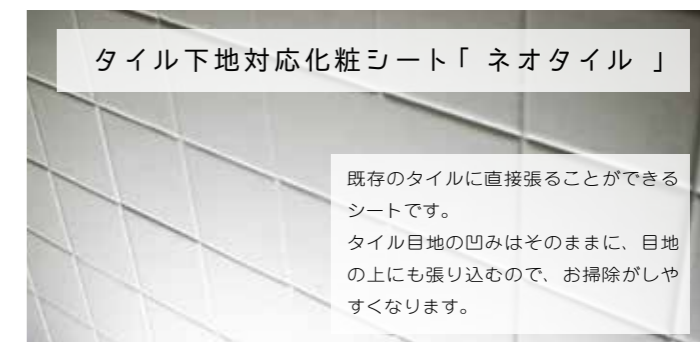 タイル下地対応化粧シート「 ネオタイル 」
既存のタイルに直接張ることができる
シートです。
タイル目地の凹みはそのままに、目地
の上にも張り込むので、お掃除がしや
すくなります。